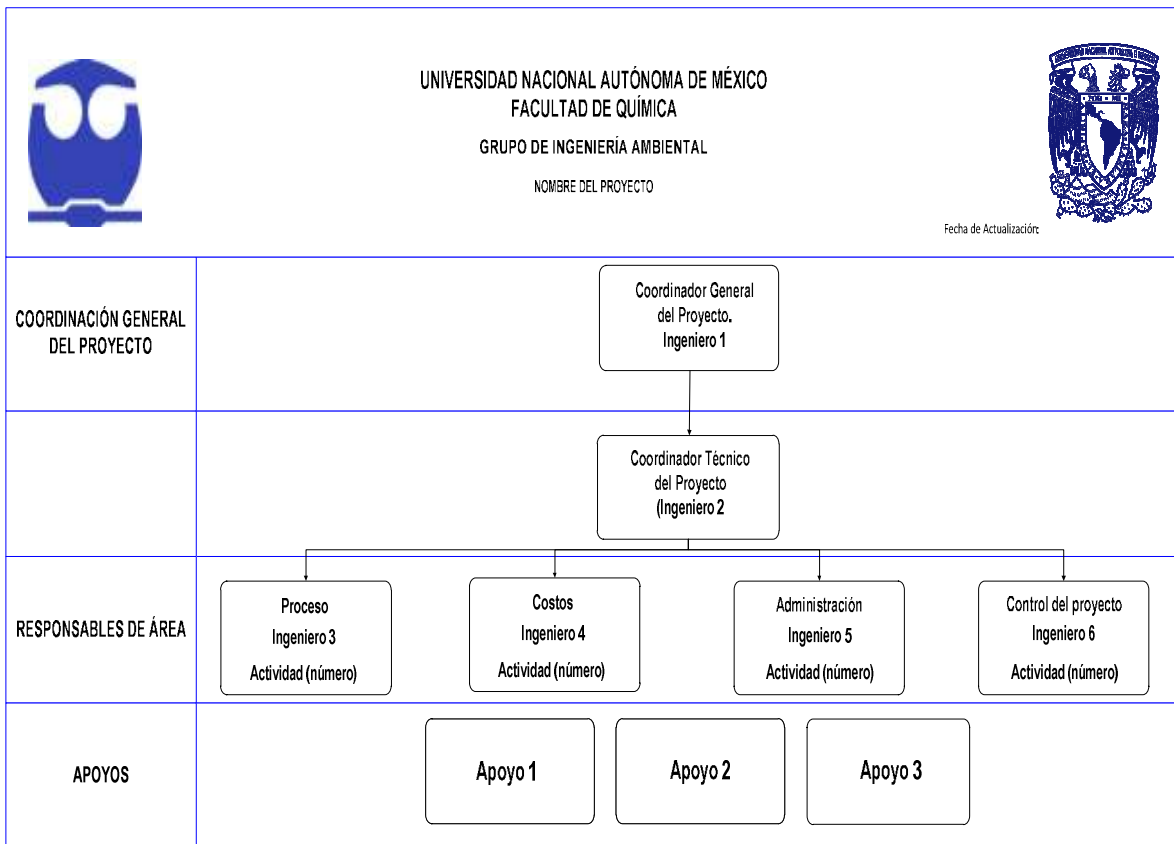 UNIVERSIDAD NACIONAL AUTÓNOMA DE MÉXICO
FACULTAD DE QUÍMICA
GRUPO DE INGENIERÍA AMBIENTAL
NOMBRE DEL PROYECTO
Fecha de Actualización:
COORDINACIÓN GENERAL
DEL PROYECTO
Coordinador General
del Proyecto.
Ingeniero 1
Coordinador Técnico
del Proyecto
(Ingeniero 2
RESPONSABLES DE ÁREA
Proceso
Ingeniero 3
Actividad (número)
Costos
Ingeniero 4
Actividad (número)
Administración
Ingeniero 5
Actividad (número)
Control del proyecto
Ingeniero 6
Actividad (número)
APOYOS
Apoyo 1
Apoyo 2
Apoyo 3